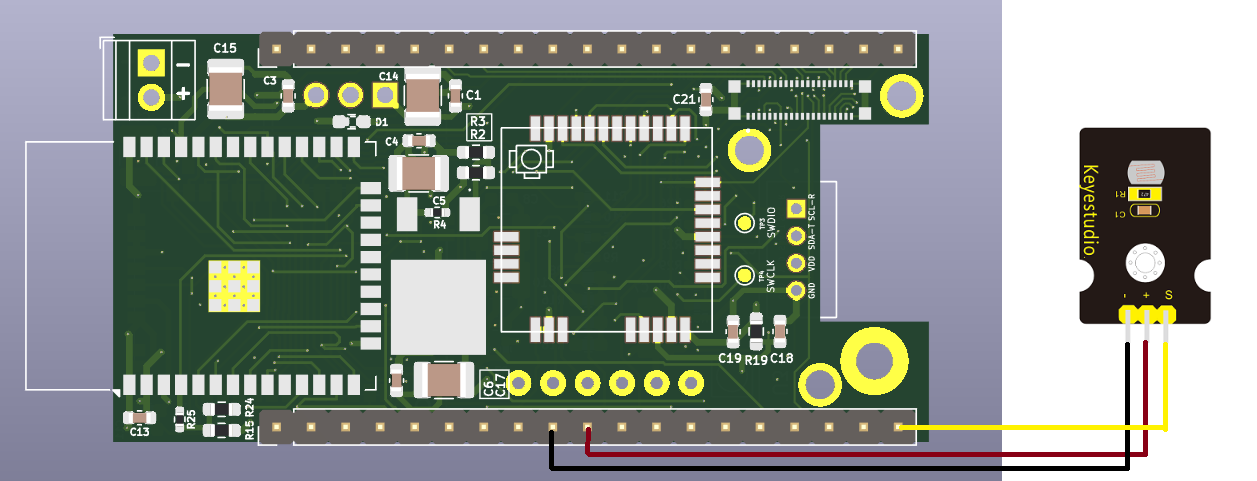 C15
−
+
C3
C14
C1
D1
C4
R3
R2
C5
R4
C21
TP3
SWDIO
TP4
SWCLK
SCL-R
SDA-T
VDD
GND
C19
R19
C18
C6
C17
C13
R25
R24
R15
Keyestudio
R1
C1
-
+
S